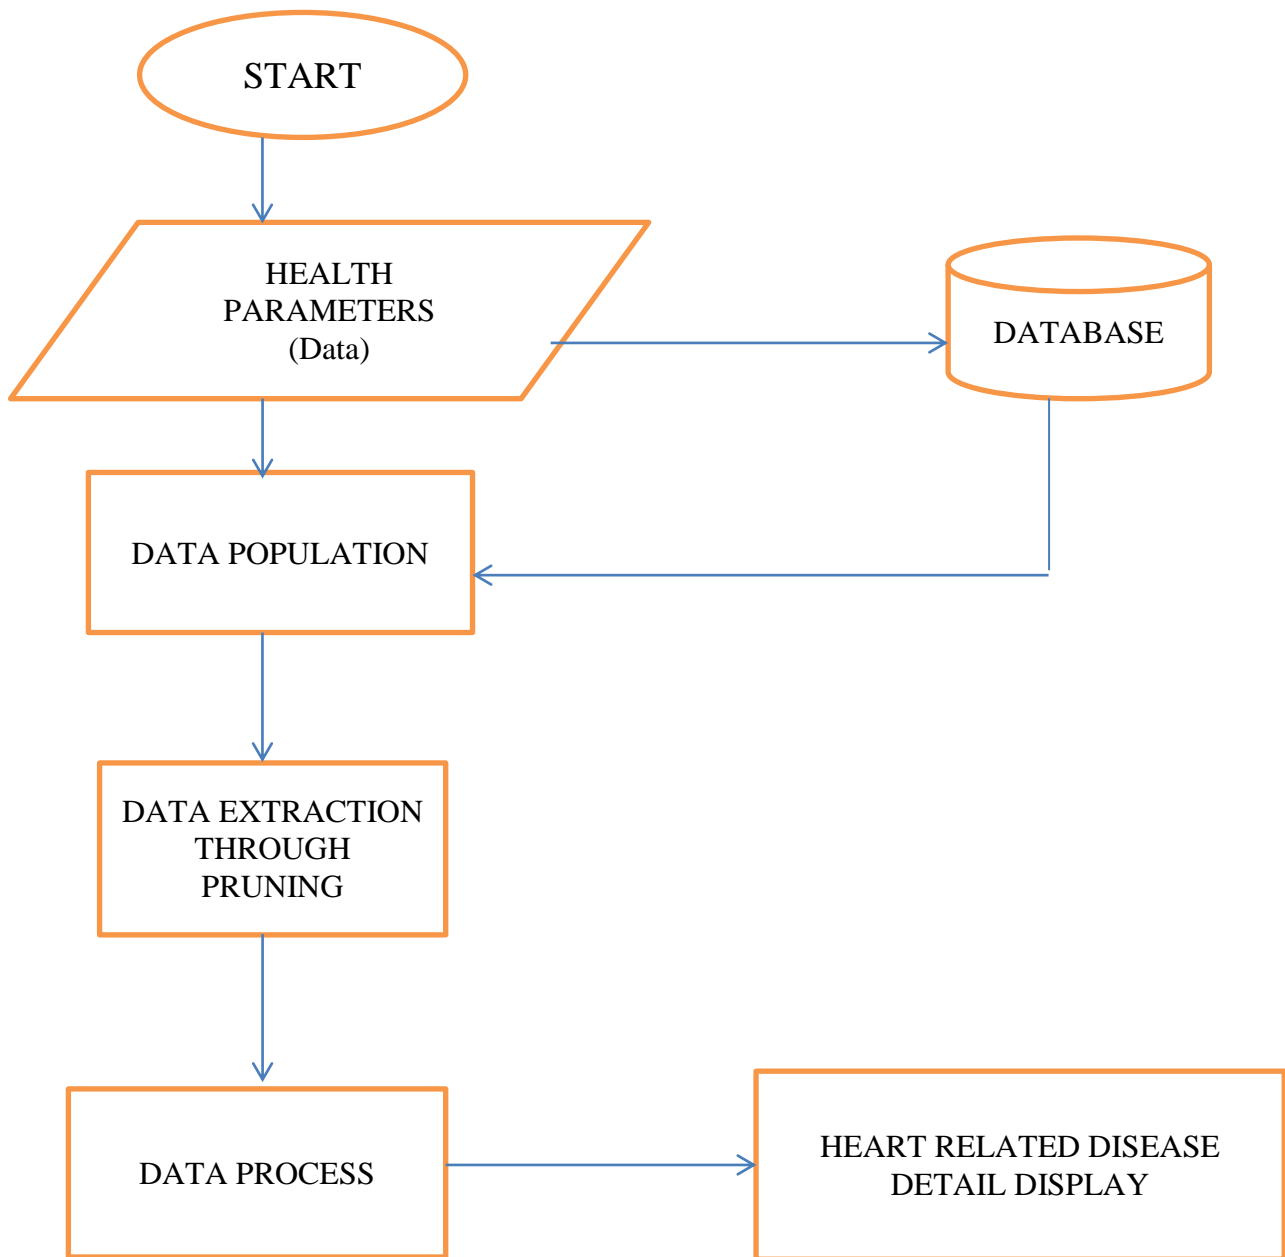 START
HEALTH
PARAMETERS
(Data)
DATABASE
DATA POPULATION
DATA EXTRACTION
THROUGH
PRUNING
DATA PROCESS
HEART RELATED DISEASE
DETAIL DISPLAY